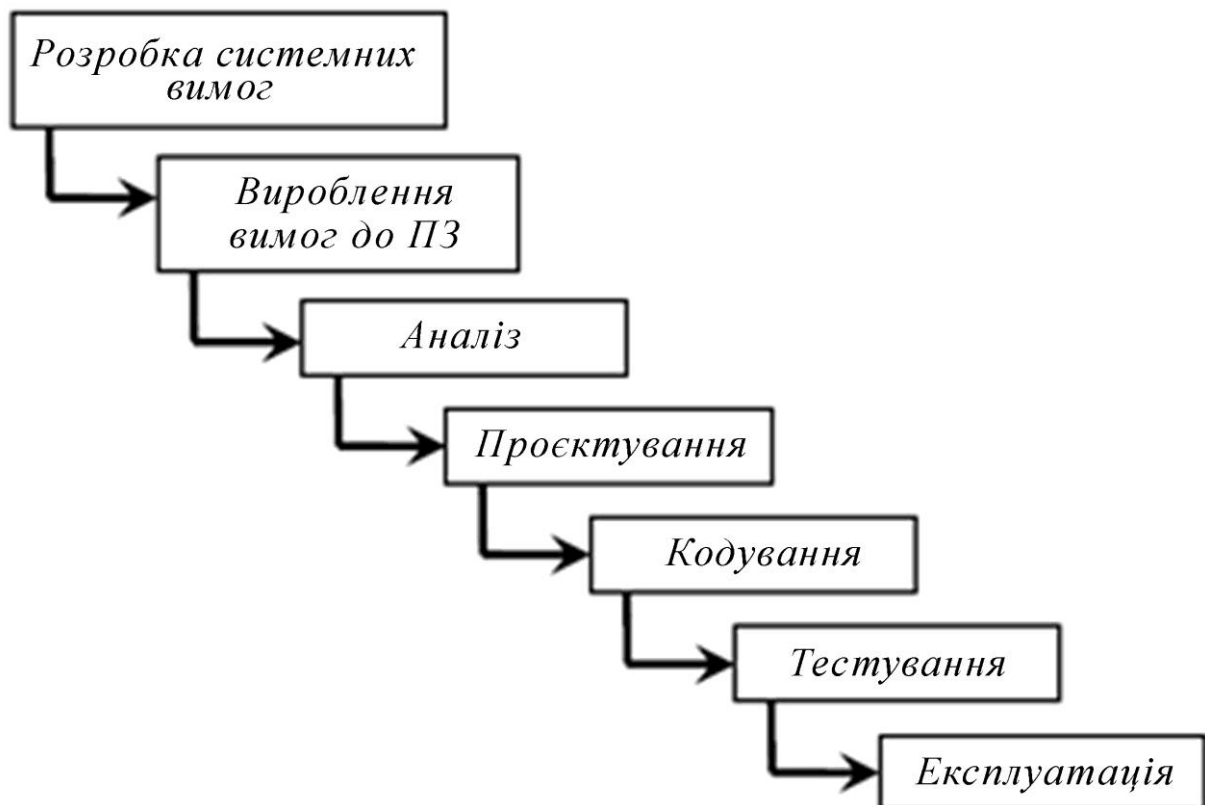 Розробка системних
вимог
Вироблення
вимог до ПЗ
Аналіз
Проєктування
Кодування
Тестування
Експлуатація